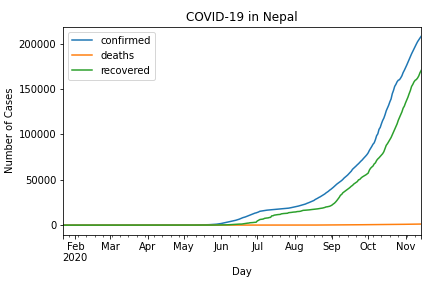 COVID-19 in Nepal
confirmed
deaths
recovered
Number of Cases
200000
150000
100000
50000
0
Feb Mar Apr May Jun Jul Aug Sep Oct Nov
2020
Day